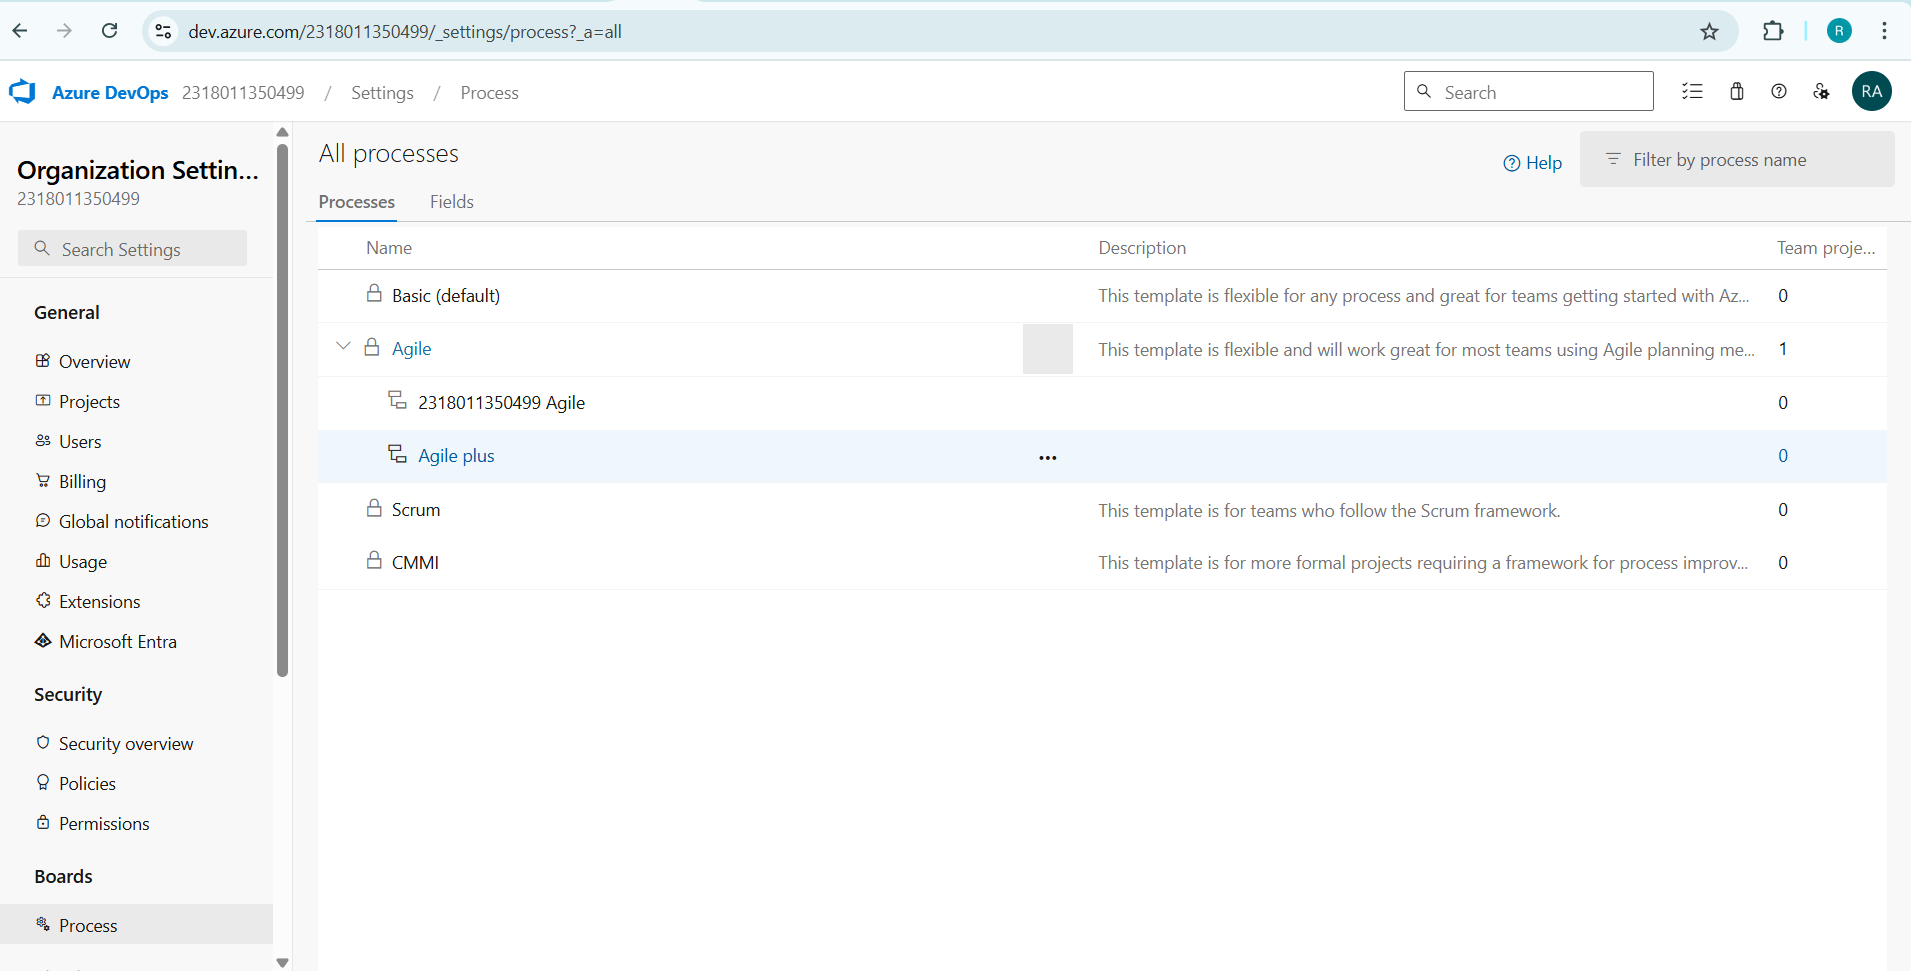 dev.azure.com/2318011350499/_settings/process?_a=all
R
Azure DevOps 2318011350499 / Settings / Process
Search
RA
Organization Settin...
2318011350499
Search Settings
General
Overview
Projects
Users
Billing
Global notifications
Usage
Extensions
Microsoft Entra
Security
Security overview
Policies
Permissions
Boards
Process
All processes
Help
Filter by process name
Processes Fields
Name Description Team proje...
Basic (default) This template is flexible for any process and great for teams getting started with Az... 0
Agile This template is flexible and will work great for most teams using Agile planning me... 1
2318011350499 Agile 0
Agile plus ... 0
Scrum This template is for teams who follow the Scrum framework. 0
CMMI This template is for more formal projects requiring a framework for process improv... 0